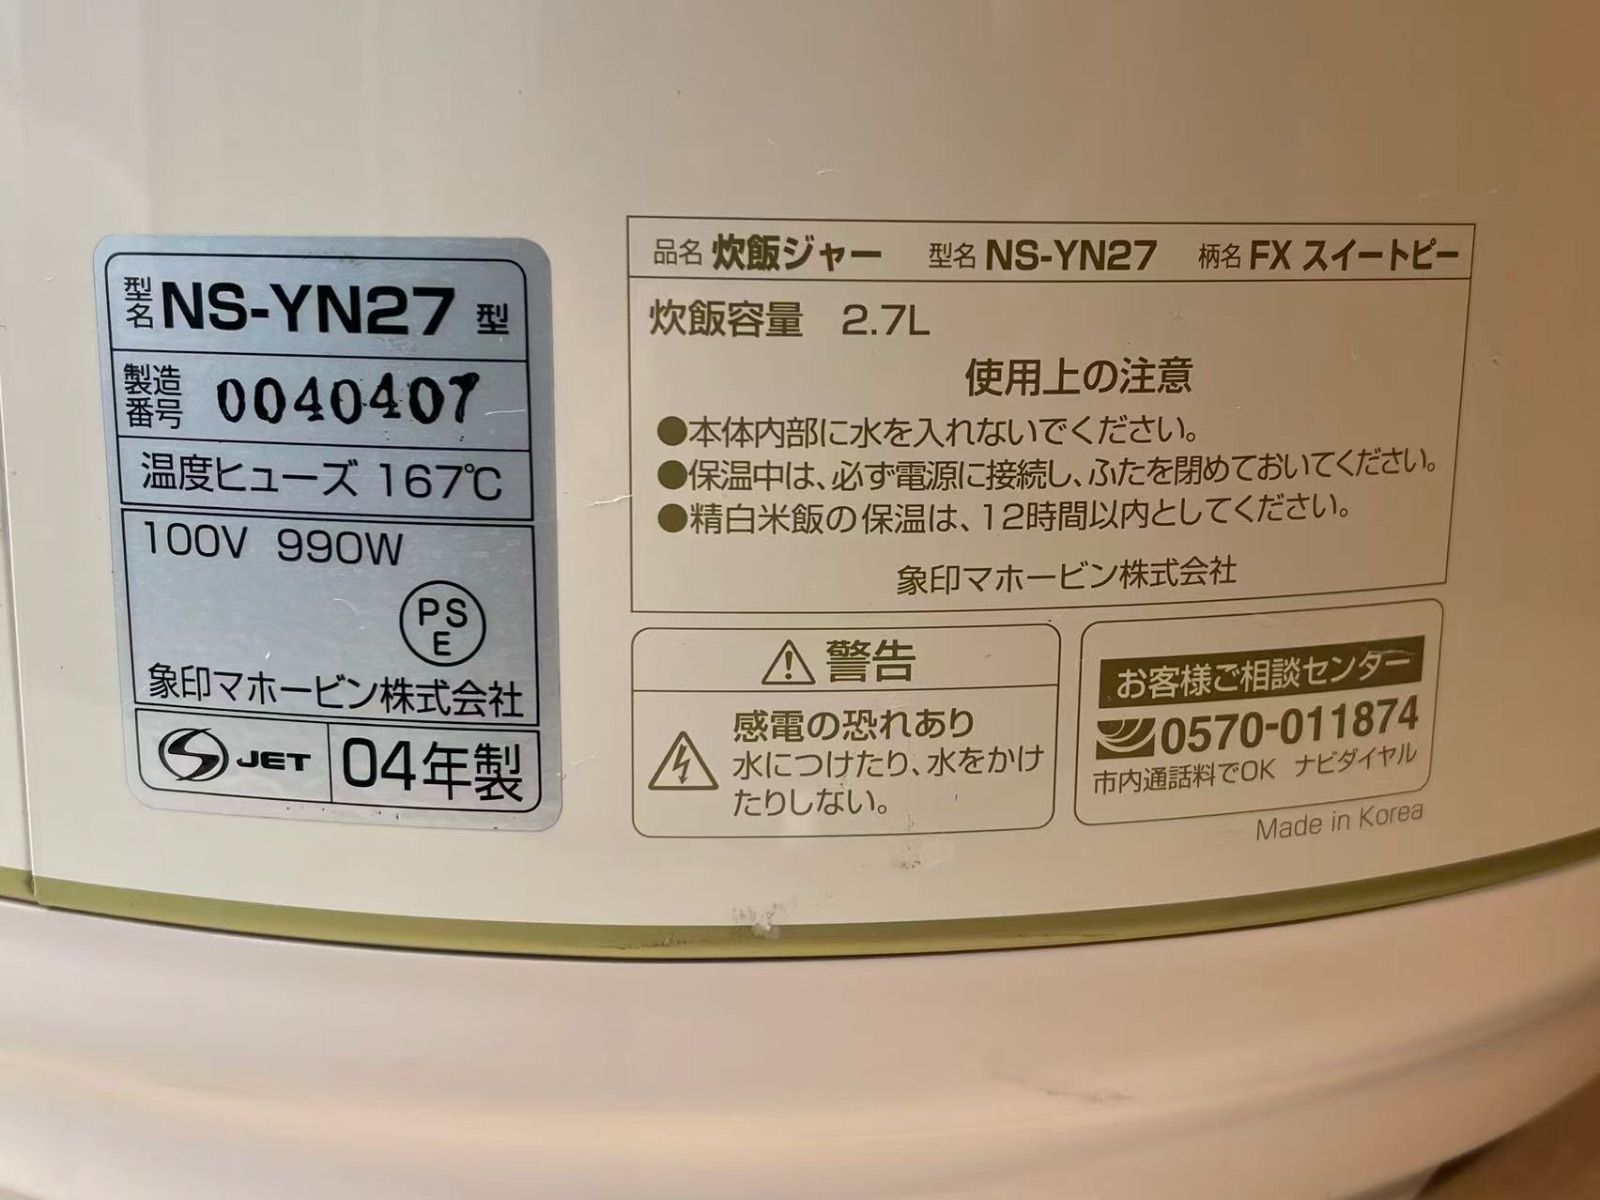 型名 NS-YN27 型
製造番号 0040407
温度ヒューズ 167℃
100V 990W
PS
E
象印マホービン株式会社
JET 04年製
品名 炊飯ジャー 型名 NS-YN27 柄名 FX スイートピー
炊飯容量 2.7L
使用上の注意
●本体内部に水を入れないでください。
●保温中は、必ず電源に接続し、ふたを閉めておいてください。
●精白米飯の保温は、12時間以内としてください。
象印マホービン株式会社
警告
感電の恐れあり
水につけたり、水をかけ
たりしない。
お客様ご相談センター
0570-011874
市内通話料でOK ナビダイヤル
Made in Korea